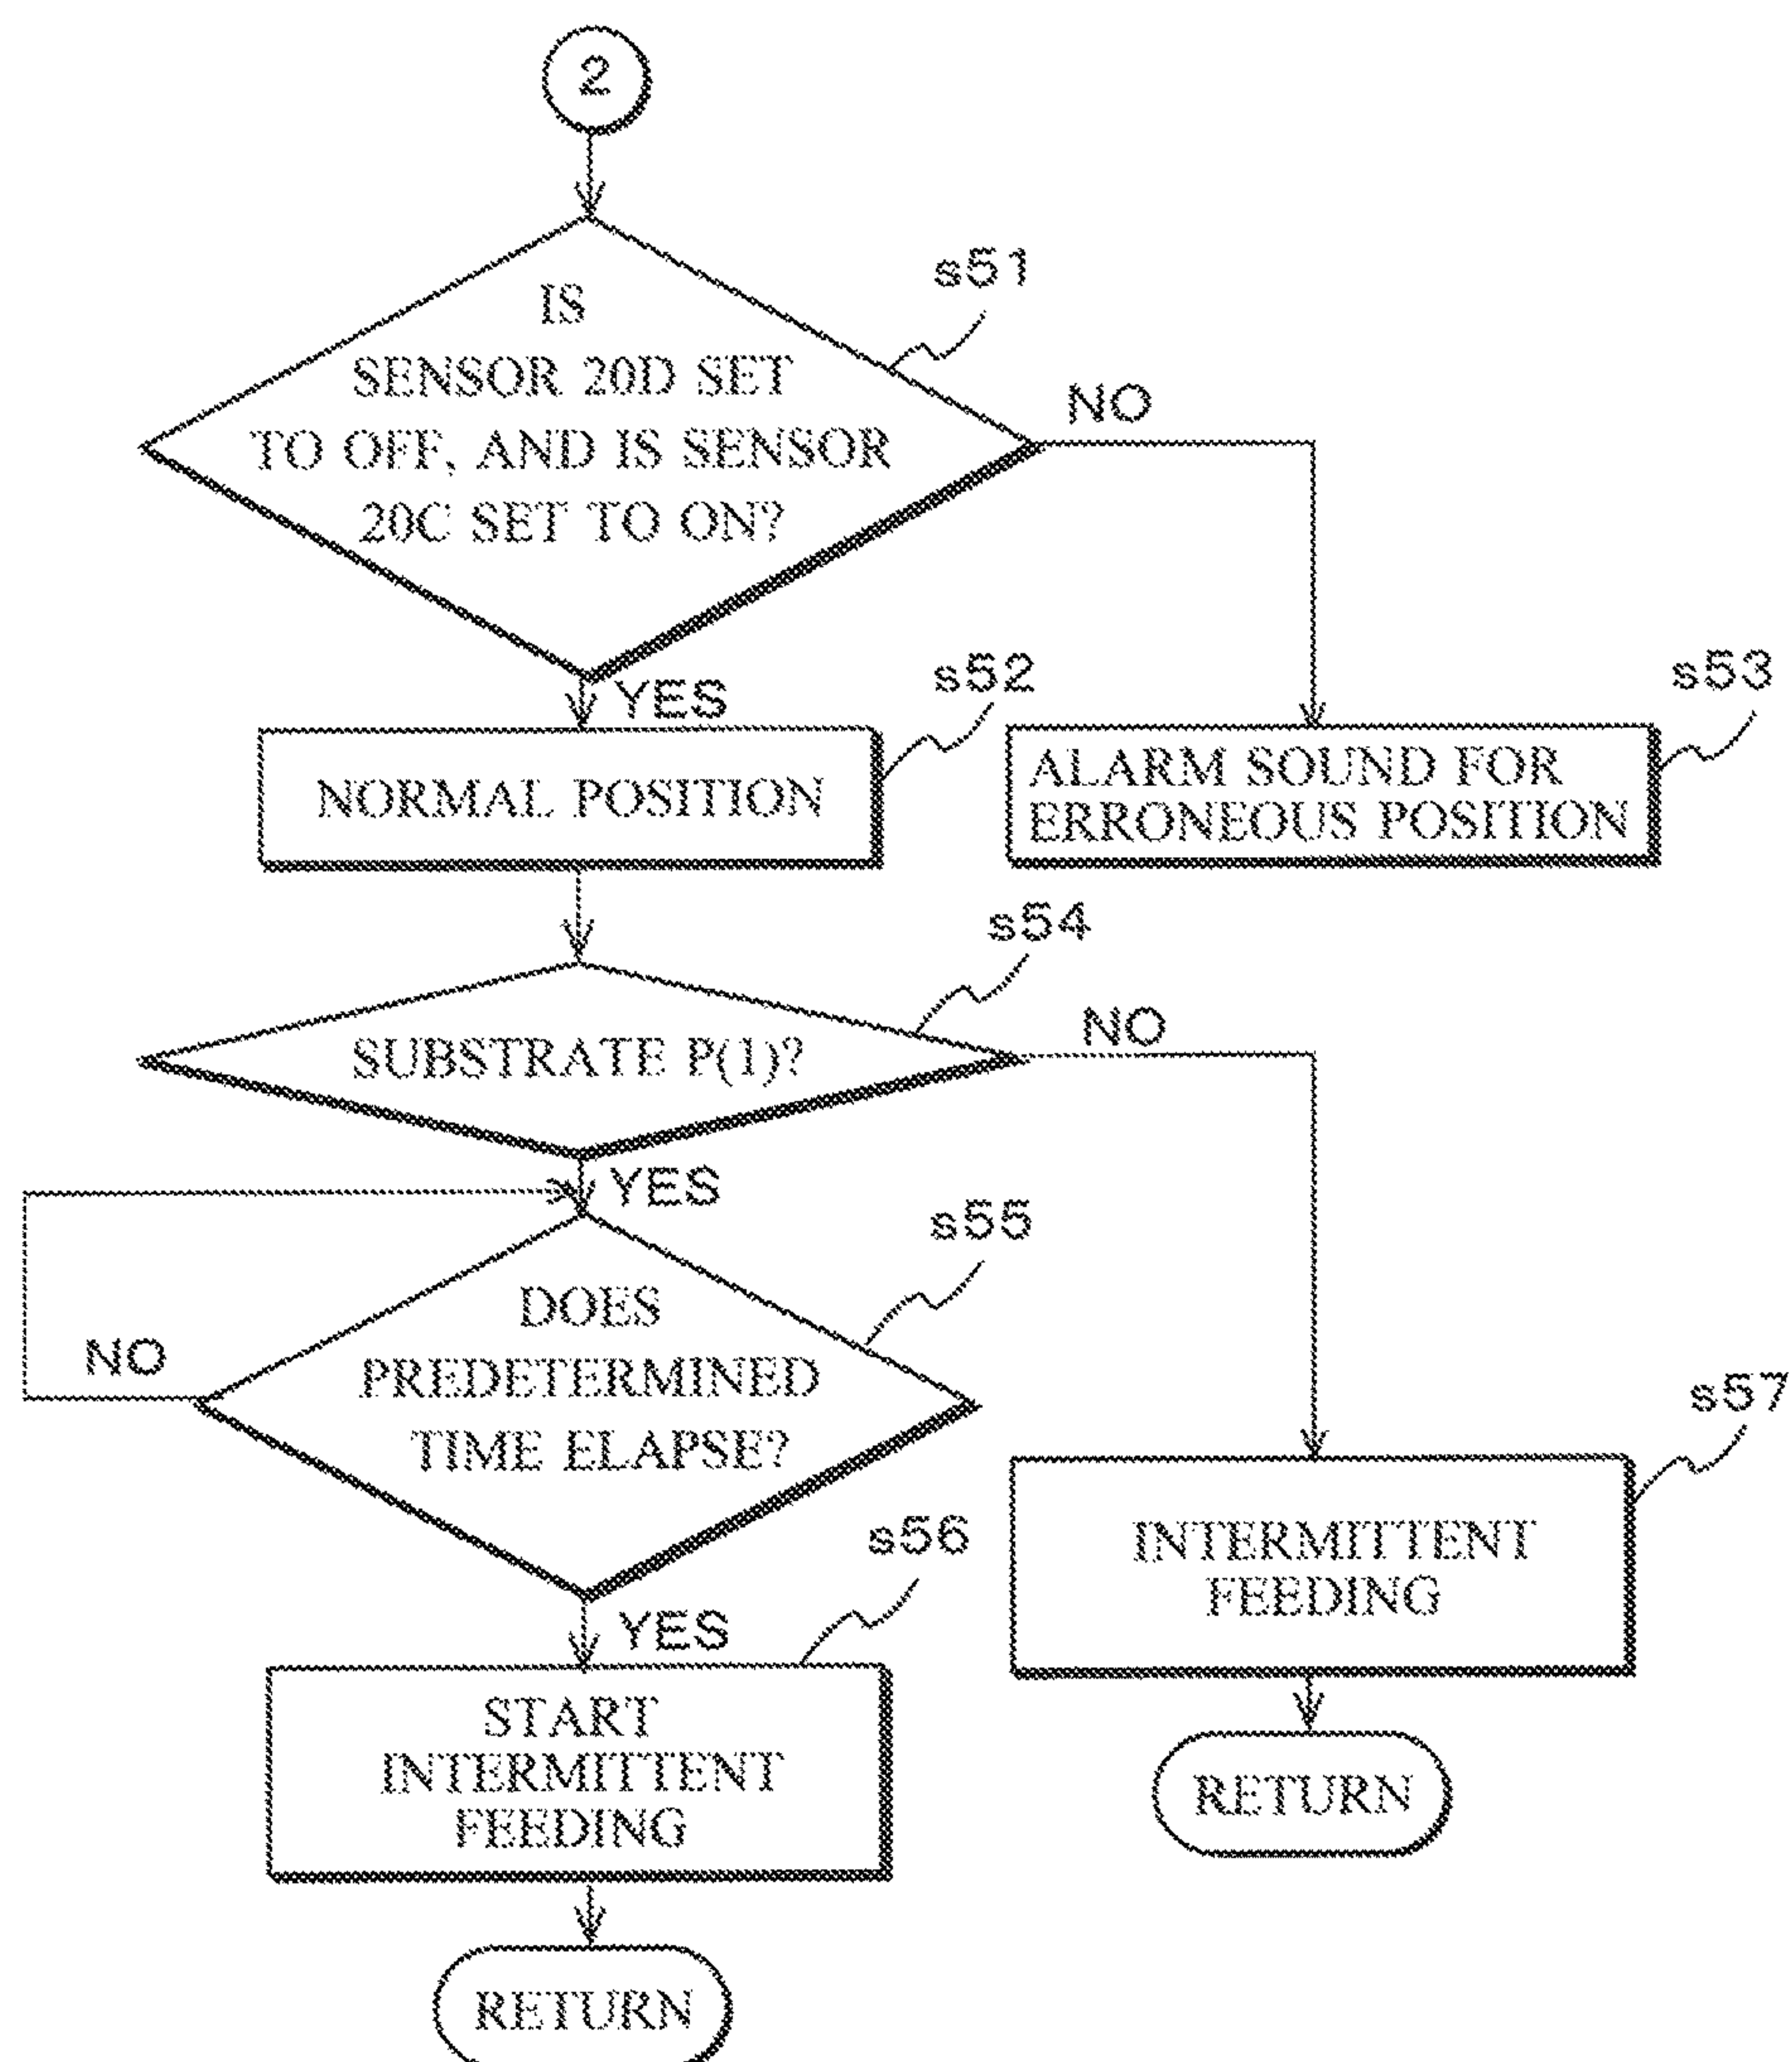 2
s51
IS
SENSOR 20D SET
TO OFF, AND IS SENSOR
20C SET TO ON?
NO
YES
s52
NORMAL POSITION
s53
ALARM SOUND FOR
ERRONEOUS POSITION
s54
SUBSTRATE P(1)?
NO
YES
s55
DOES
PREDETERMINED
TIME ELAPSE?
NO
YES
s56
START
INTERMITTENT
FEEDING
RETURN
s57
INTERMITTENT
FEEDING
RETURN